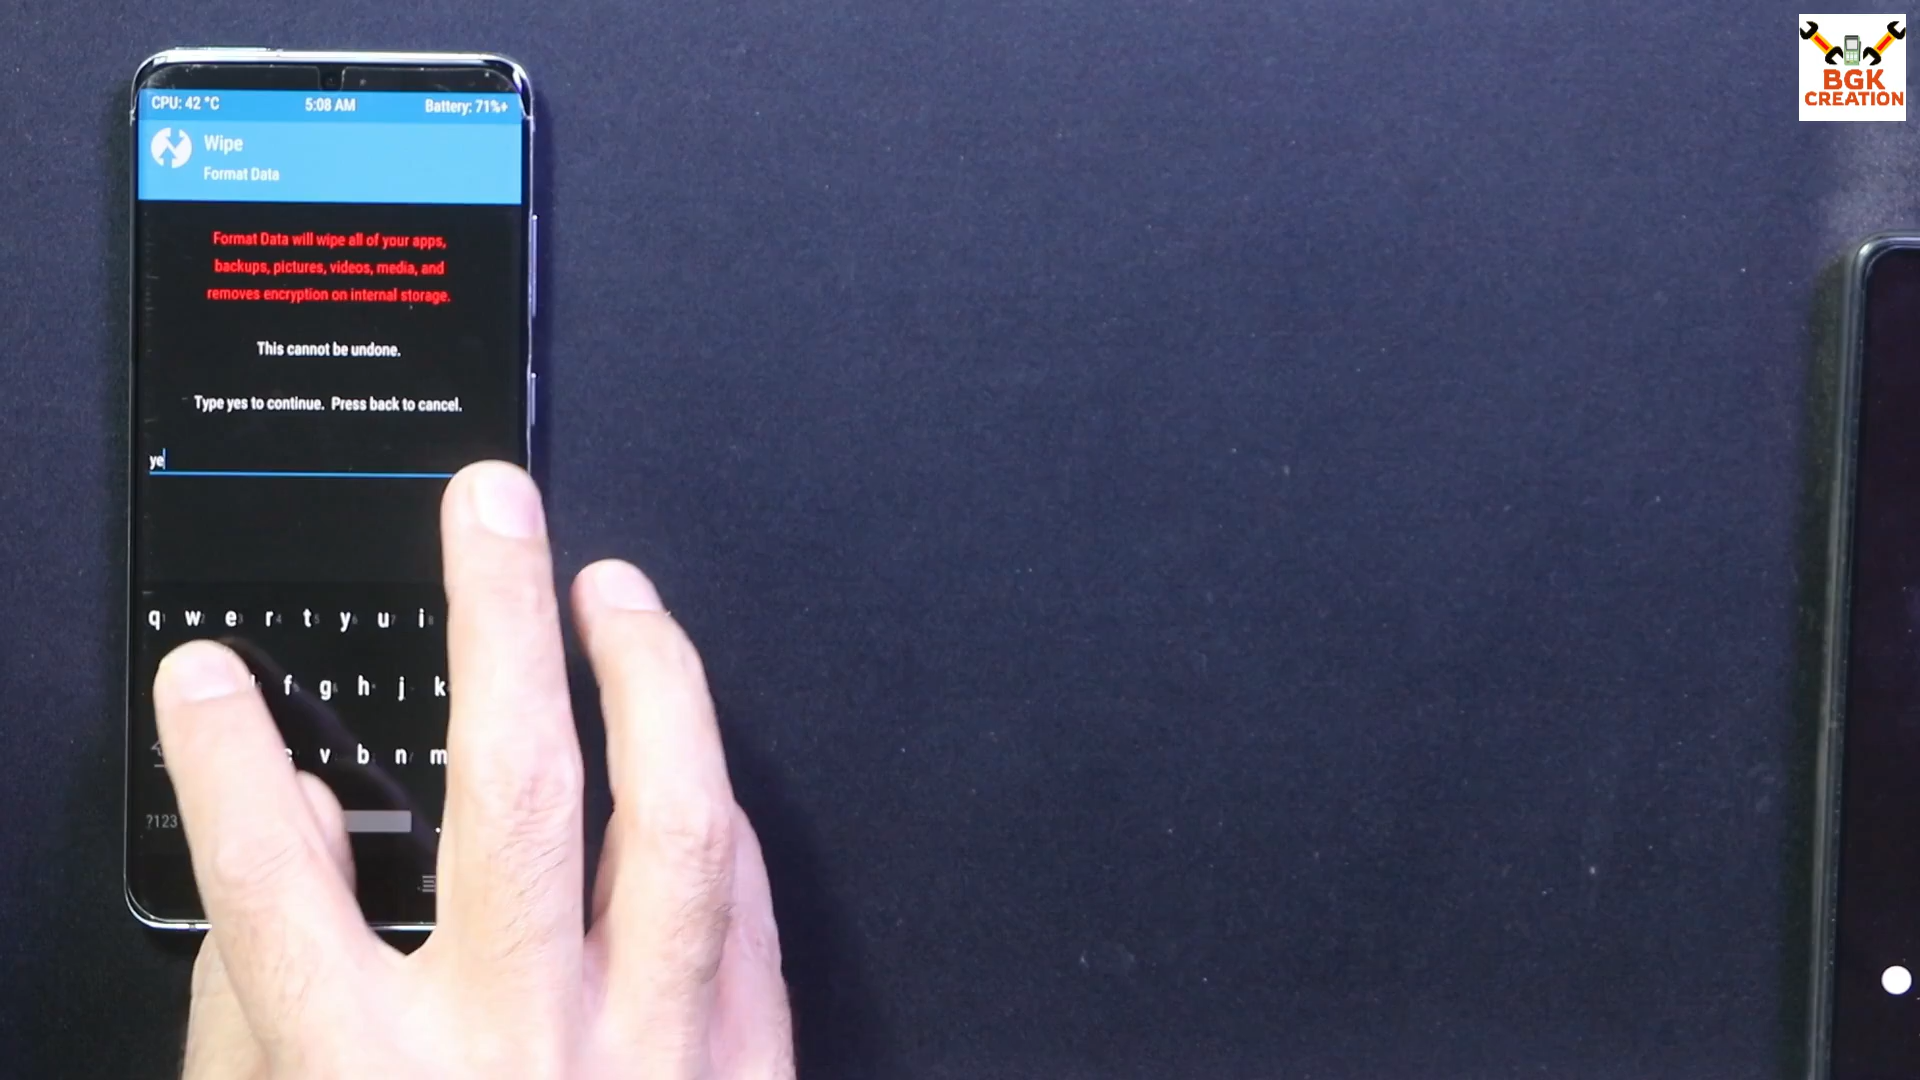 CPU: 42 °C 5:08 AM Battery: 71%+
Wipe
Format Data
Format Data will wipe all of your apps,
backups, pictures, videos, media, and
removes encryption on internal storage.
This cannot be undone.
Type yes to continue. Press back to cancel.
ye
q w e r t y u i
f g h j k
v b n m
?123 .
BGK
CREATION